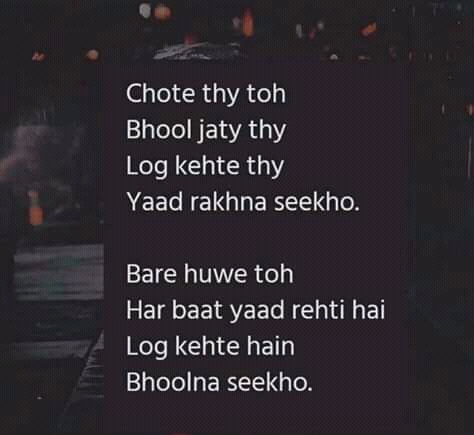 Chote thy toh
Bhool jaty thy
Log kehte thy
Yaad rakhna seekho.
Bare huwe toh
Har baat yaad rehti hai
Log kehte hain
Bhoolna seekho.